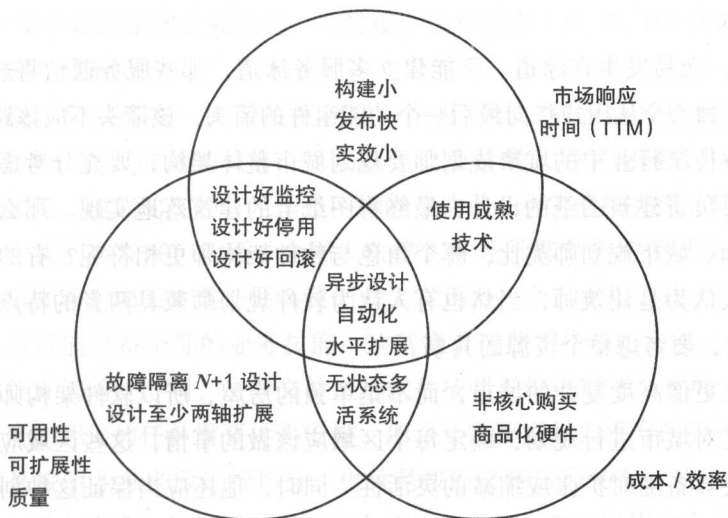 构建小
发布快
实效小
市场响应
时间 (TTM)
设计好监控
设计好停用
设计好回滚
使用成熟
技术
异步设计
自动化
水平扩展
故障隔离 N+1 设计
设计至少两轴扩展
无状态多
活系统
非核心购买
商品化硬件
可用性
可扩展性
质量
成本 / 效率